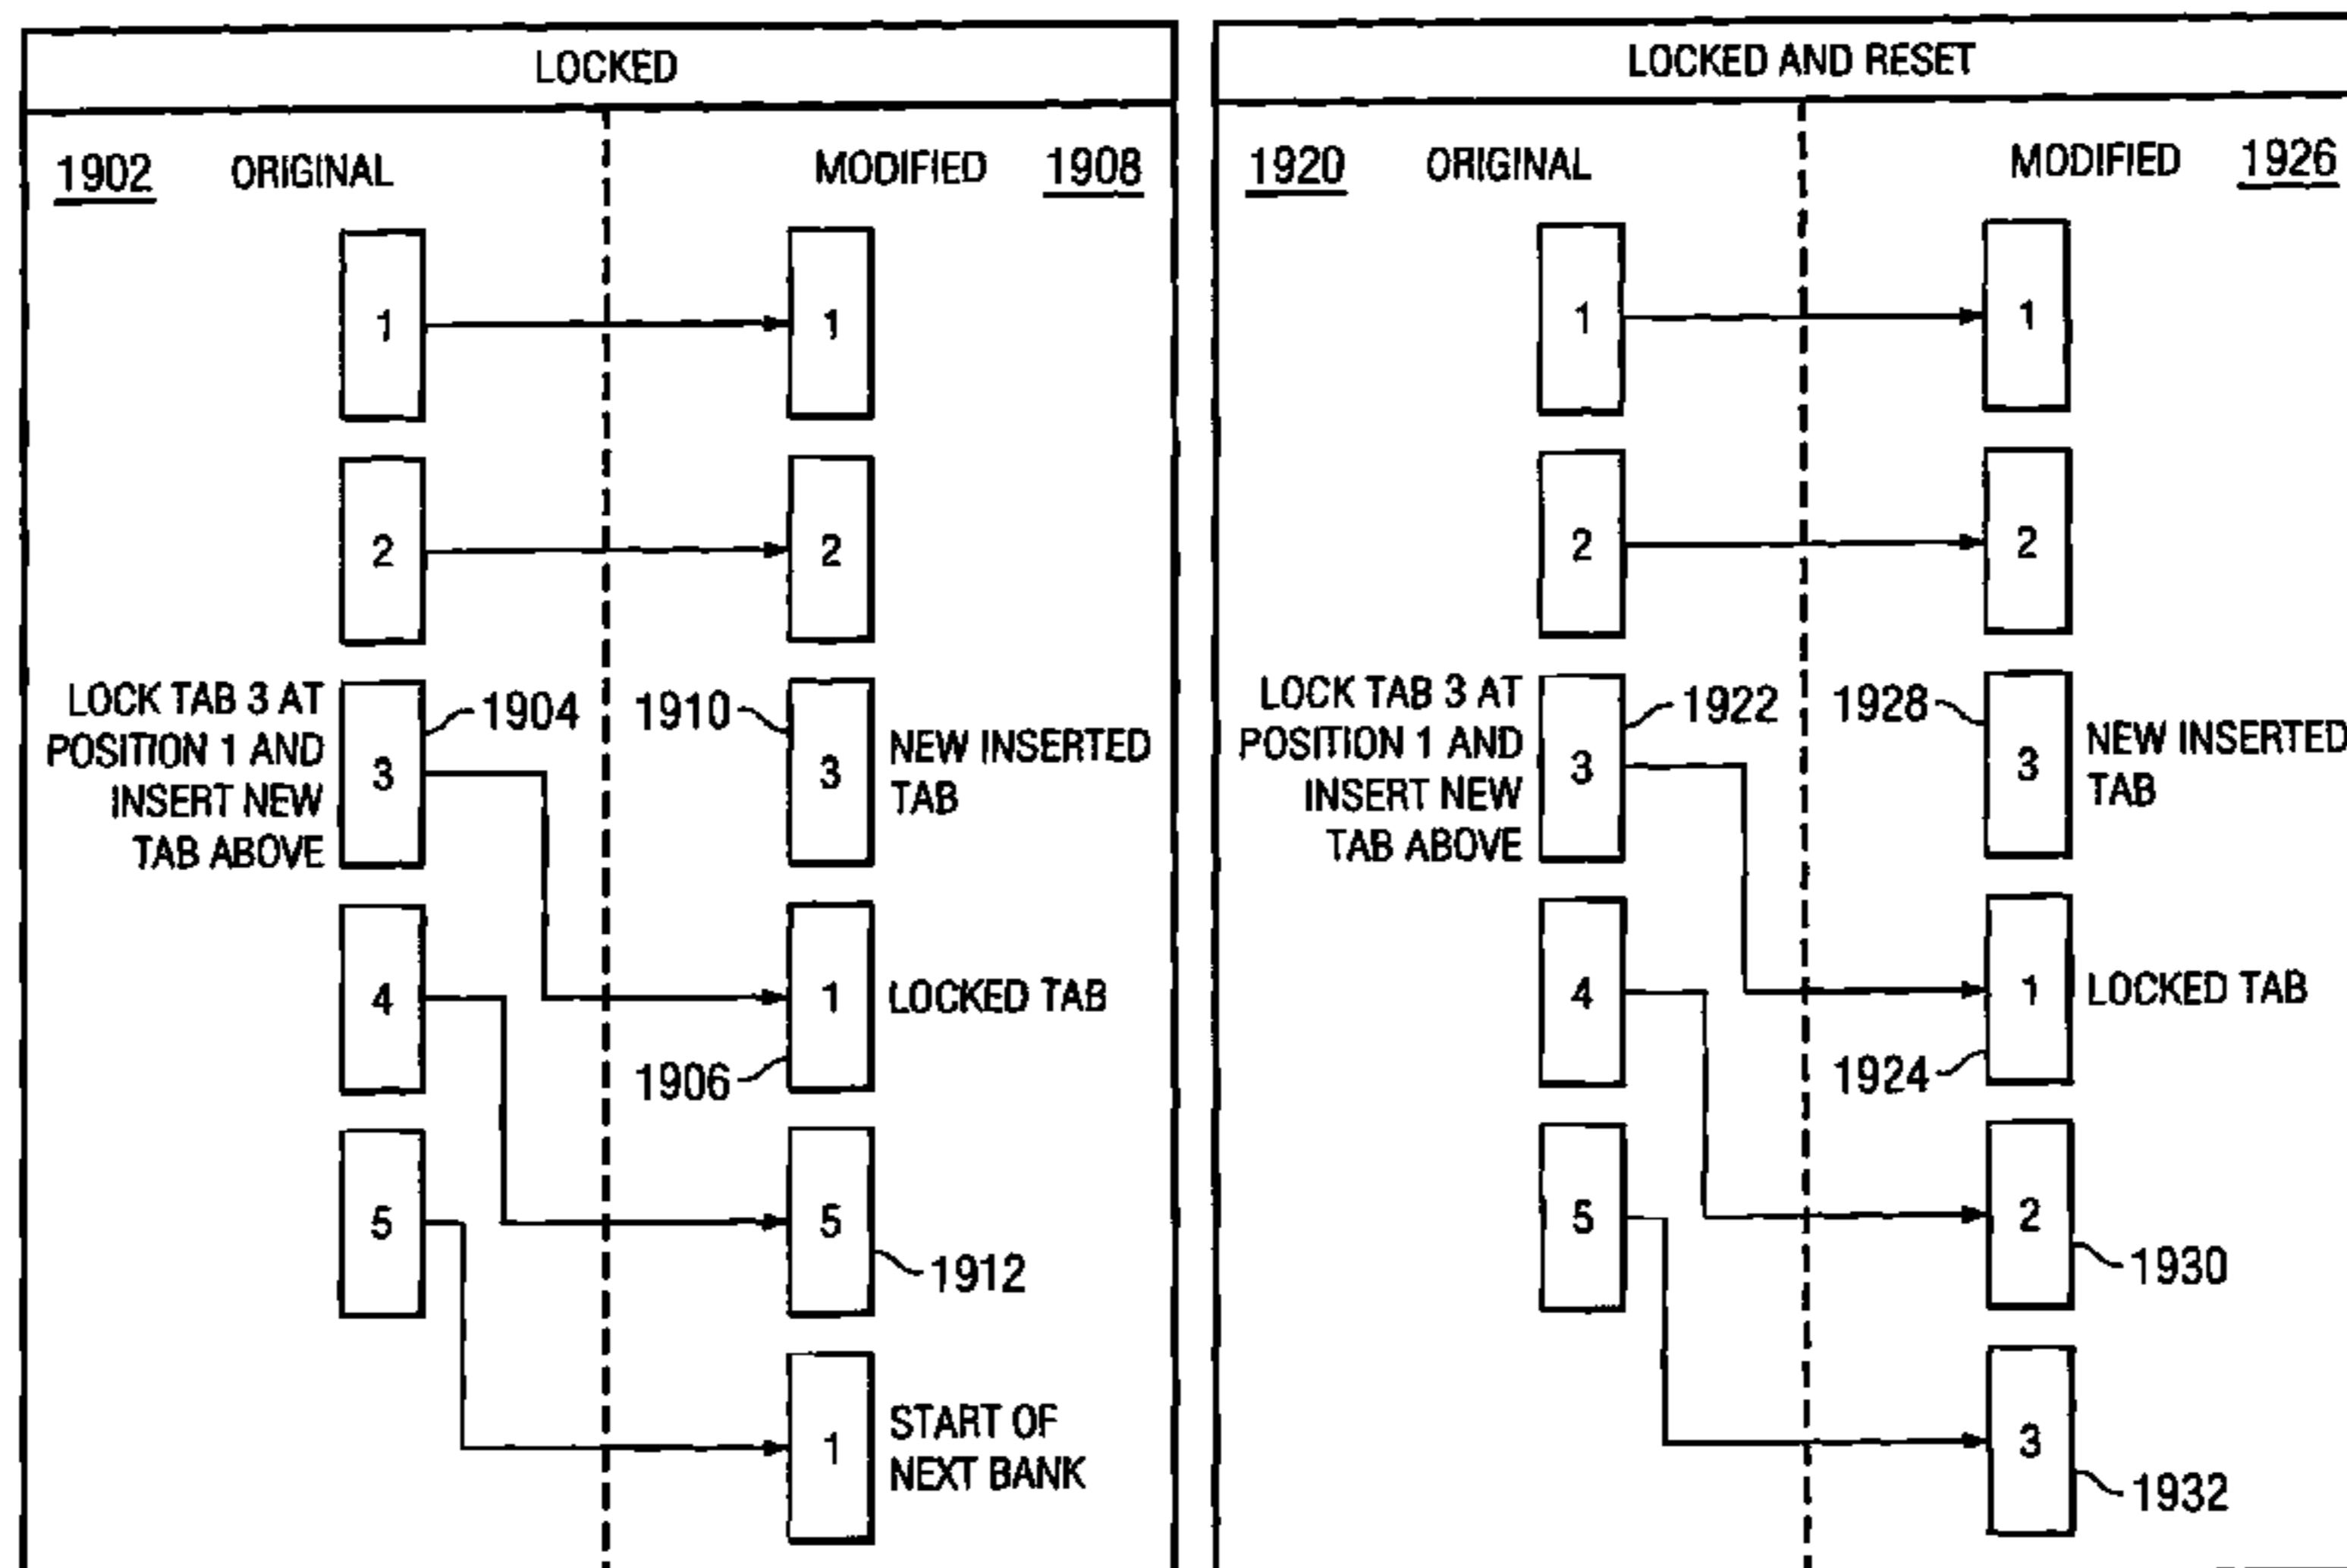 LOCKED
1902 ORIGINAL MODIFIED 1908
1 1
2 2
LOCK TAB 3 AT
POSITION 1 AND
INSERT NEW
TAB ABOVE
3 1904
1910 3 NEW INSERTED
TAB
4 1 LOCKED TAB
1906
5 5
1912
1 START OF
NEXT BANK
LOCKED AND RESET
1920 ORIGINAL MODIFIED 1926
1 1
2 2
LOCK TAB 3 AT
POSITION 1 AND
INSERT NEW
TAB ABOVE
3 1922
1928 3 NEW INSERTED
TAB
4 1 LOCKED TAB
1924
5 2
1930
3
1932